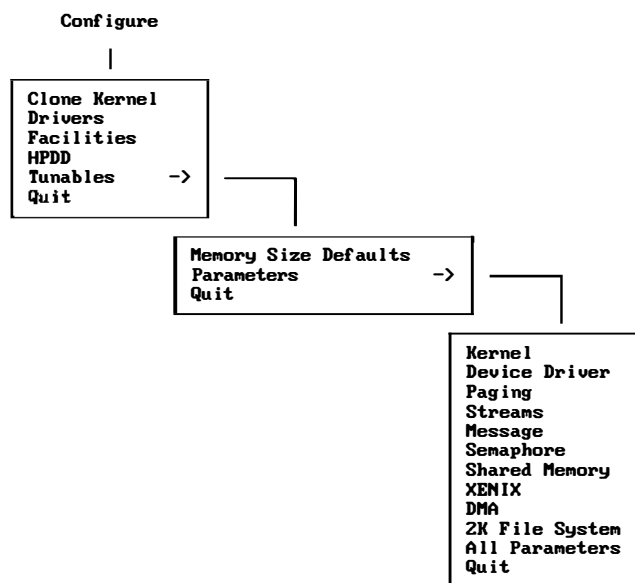 Configure
Clone Kernel
Drivers
Facilities
HPDD
Tunables ->
Quit
Memory Size Defaults
Parameters ->
Quit
Kernel
Device Driver
Paging
Streams
Message
Semaphore
Shared Memory
XENIX
DMA
2K File System
All Parameters
Quit